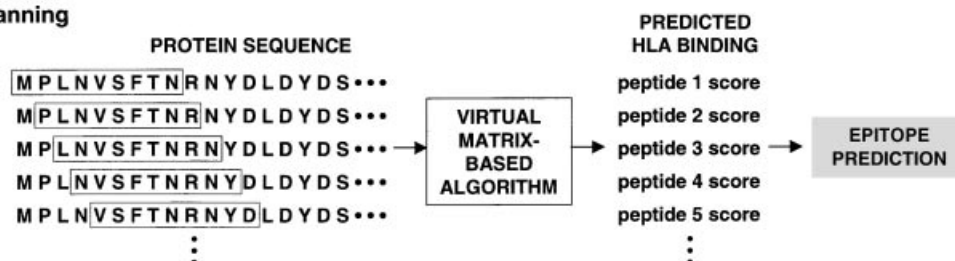 anning
PROTEIN SEQUENCE
PREDICTED
HLA BINDING
MPLNVSFTNRNYDLDYDS•••
MPLNVSFTNRNYDLDYDS•••
MPLNVSFTNRNYDLDYDS•••
MPLNVSFTNRNYDLDYDS•••
MPLNVSFTNRNYDLDYDS•••
VIRTUAL
MATRIX-
BASED
ALGORITHM
peptide 1 score
peptide 2 score
peptide 3 score
peptide 4 score
peptide 5 score
EPITOPE
PREDICTION